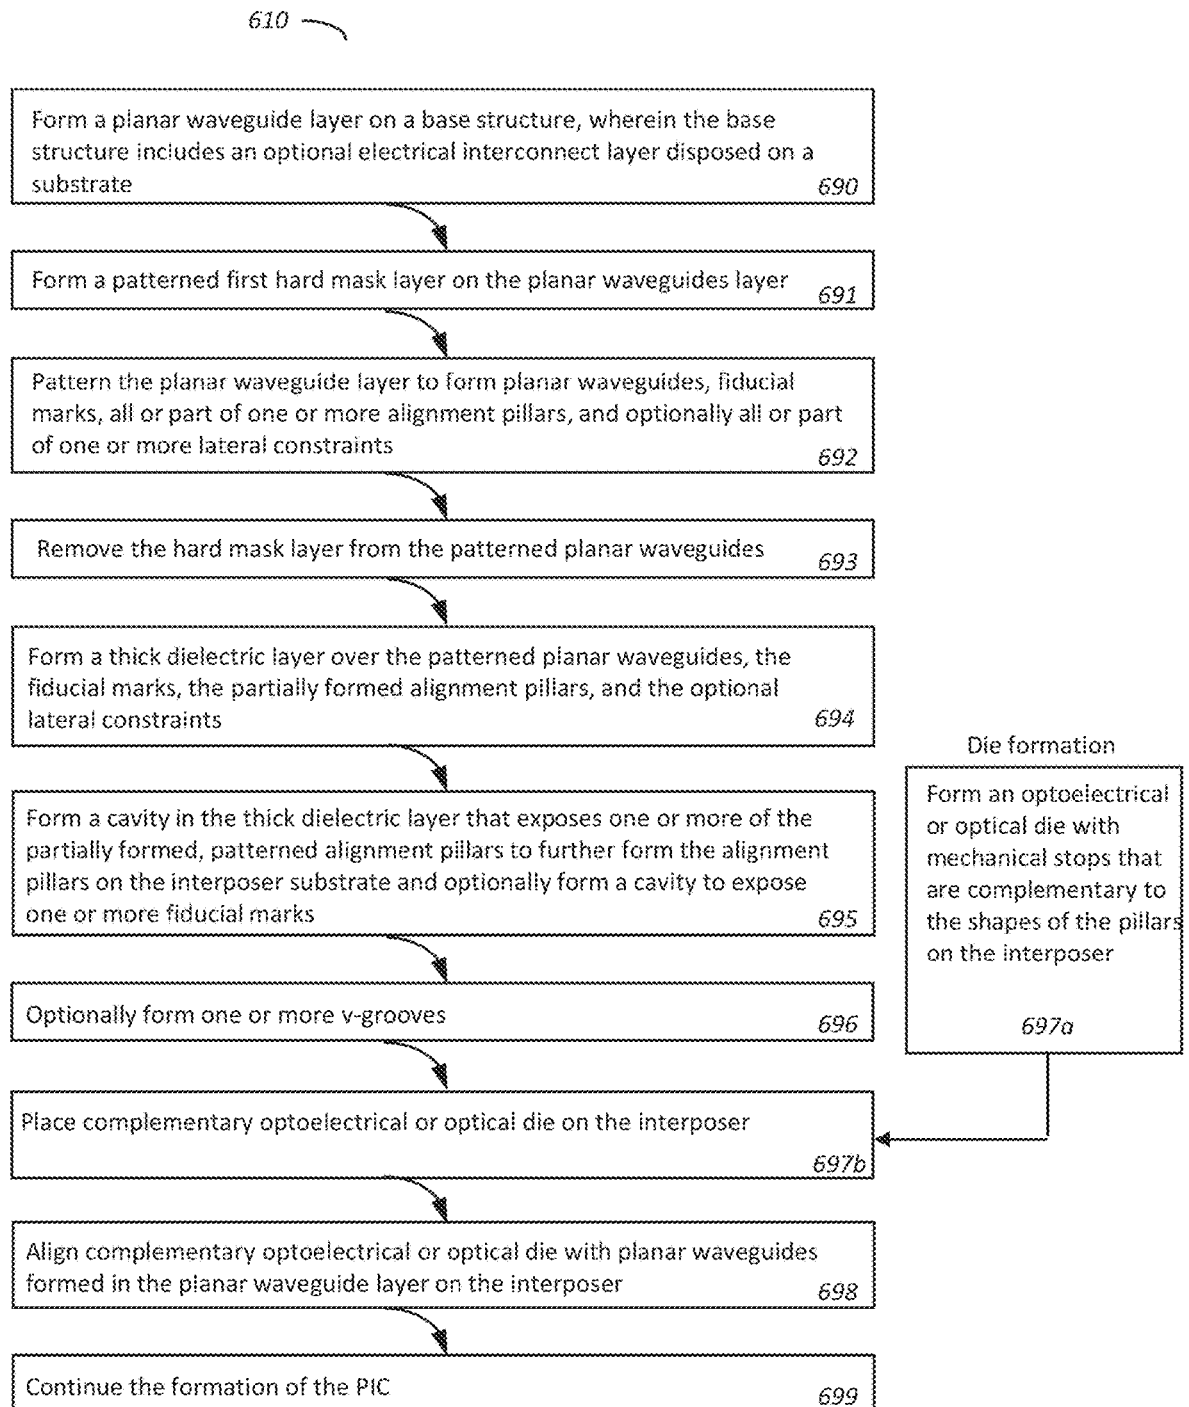 610
Form a planar waveguide layer on a base structure, wherein the base
structure includes an optional electrical interconnect layer disposed on a
substrate
690
Form a patterned first hard mask layer on the planar waveguides layer
691
Pattern the planar waveguide layer to form planar waveguides, fiducial
marks, all or part of one or more alignment pillars, and optionally all or part
of one or more lateral constraints
692
Remove the hard mask layer from the patterned planar waveguides
693
Form a thick dielectric layer over the patterned planar waveguides, the
fiducial marks, the partially formed alignment pillars, and the optional
lateral constraints
694
Form a cavity in the thick dielectric layer that exposes one or more of the
partially formed, patterned alignment pillars to further form the alignment
pillars on the interposer substrate and optionally form a cavity to expose
one or more fiducial marks
695
Optionally form one or more v-grooves
696
Die formation
Form an optoelectrical
or optical die with
mechanical stops that
are complementary to
the shapes of the pillars
on the interposer
697a
Place complementary optoelectrical or optical die on the interposer
697b
Align complementary optoelectrical or optical die with planar waveguides
formed in the planar waveguide layer on the interposer
698
Continue the formation of the PIC
699